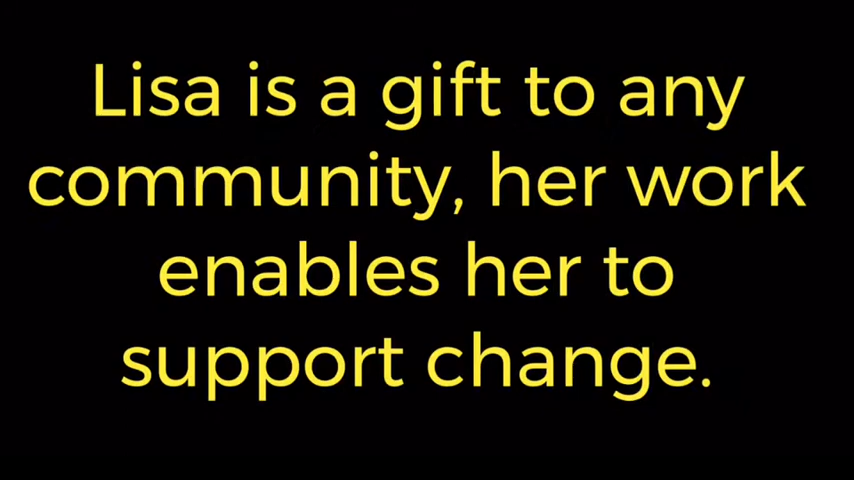 Lisa is a gift to any
community, her work
enables her to
support change.